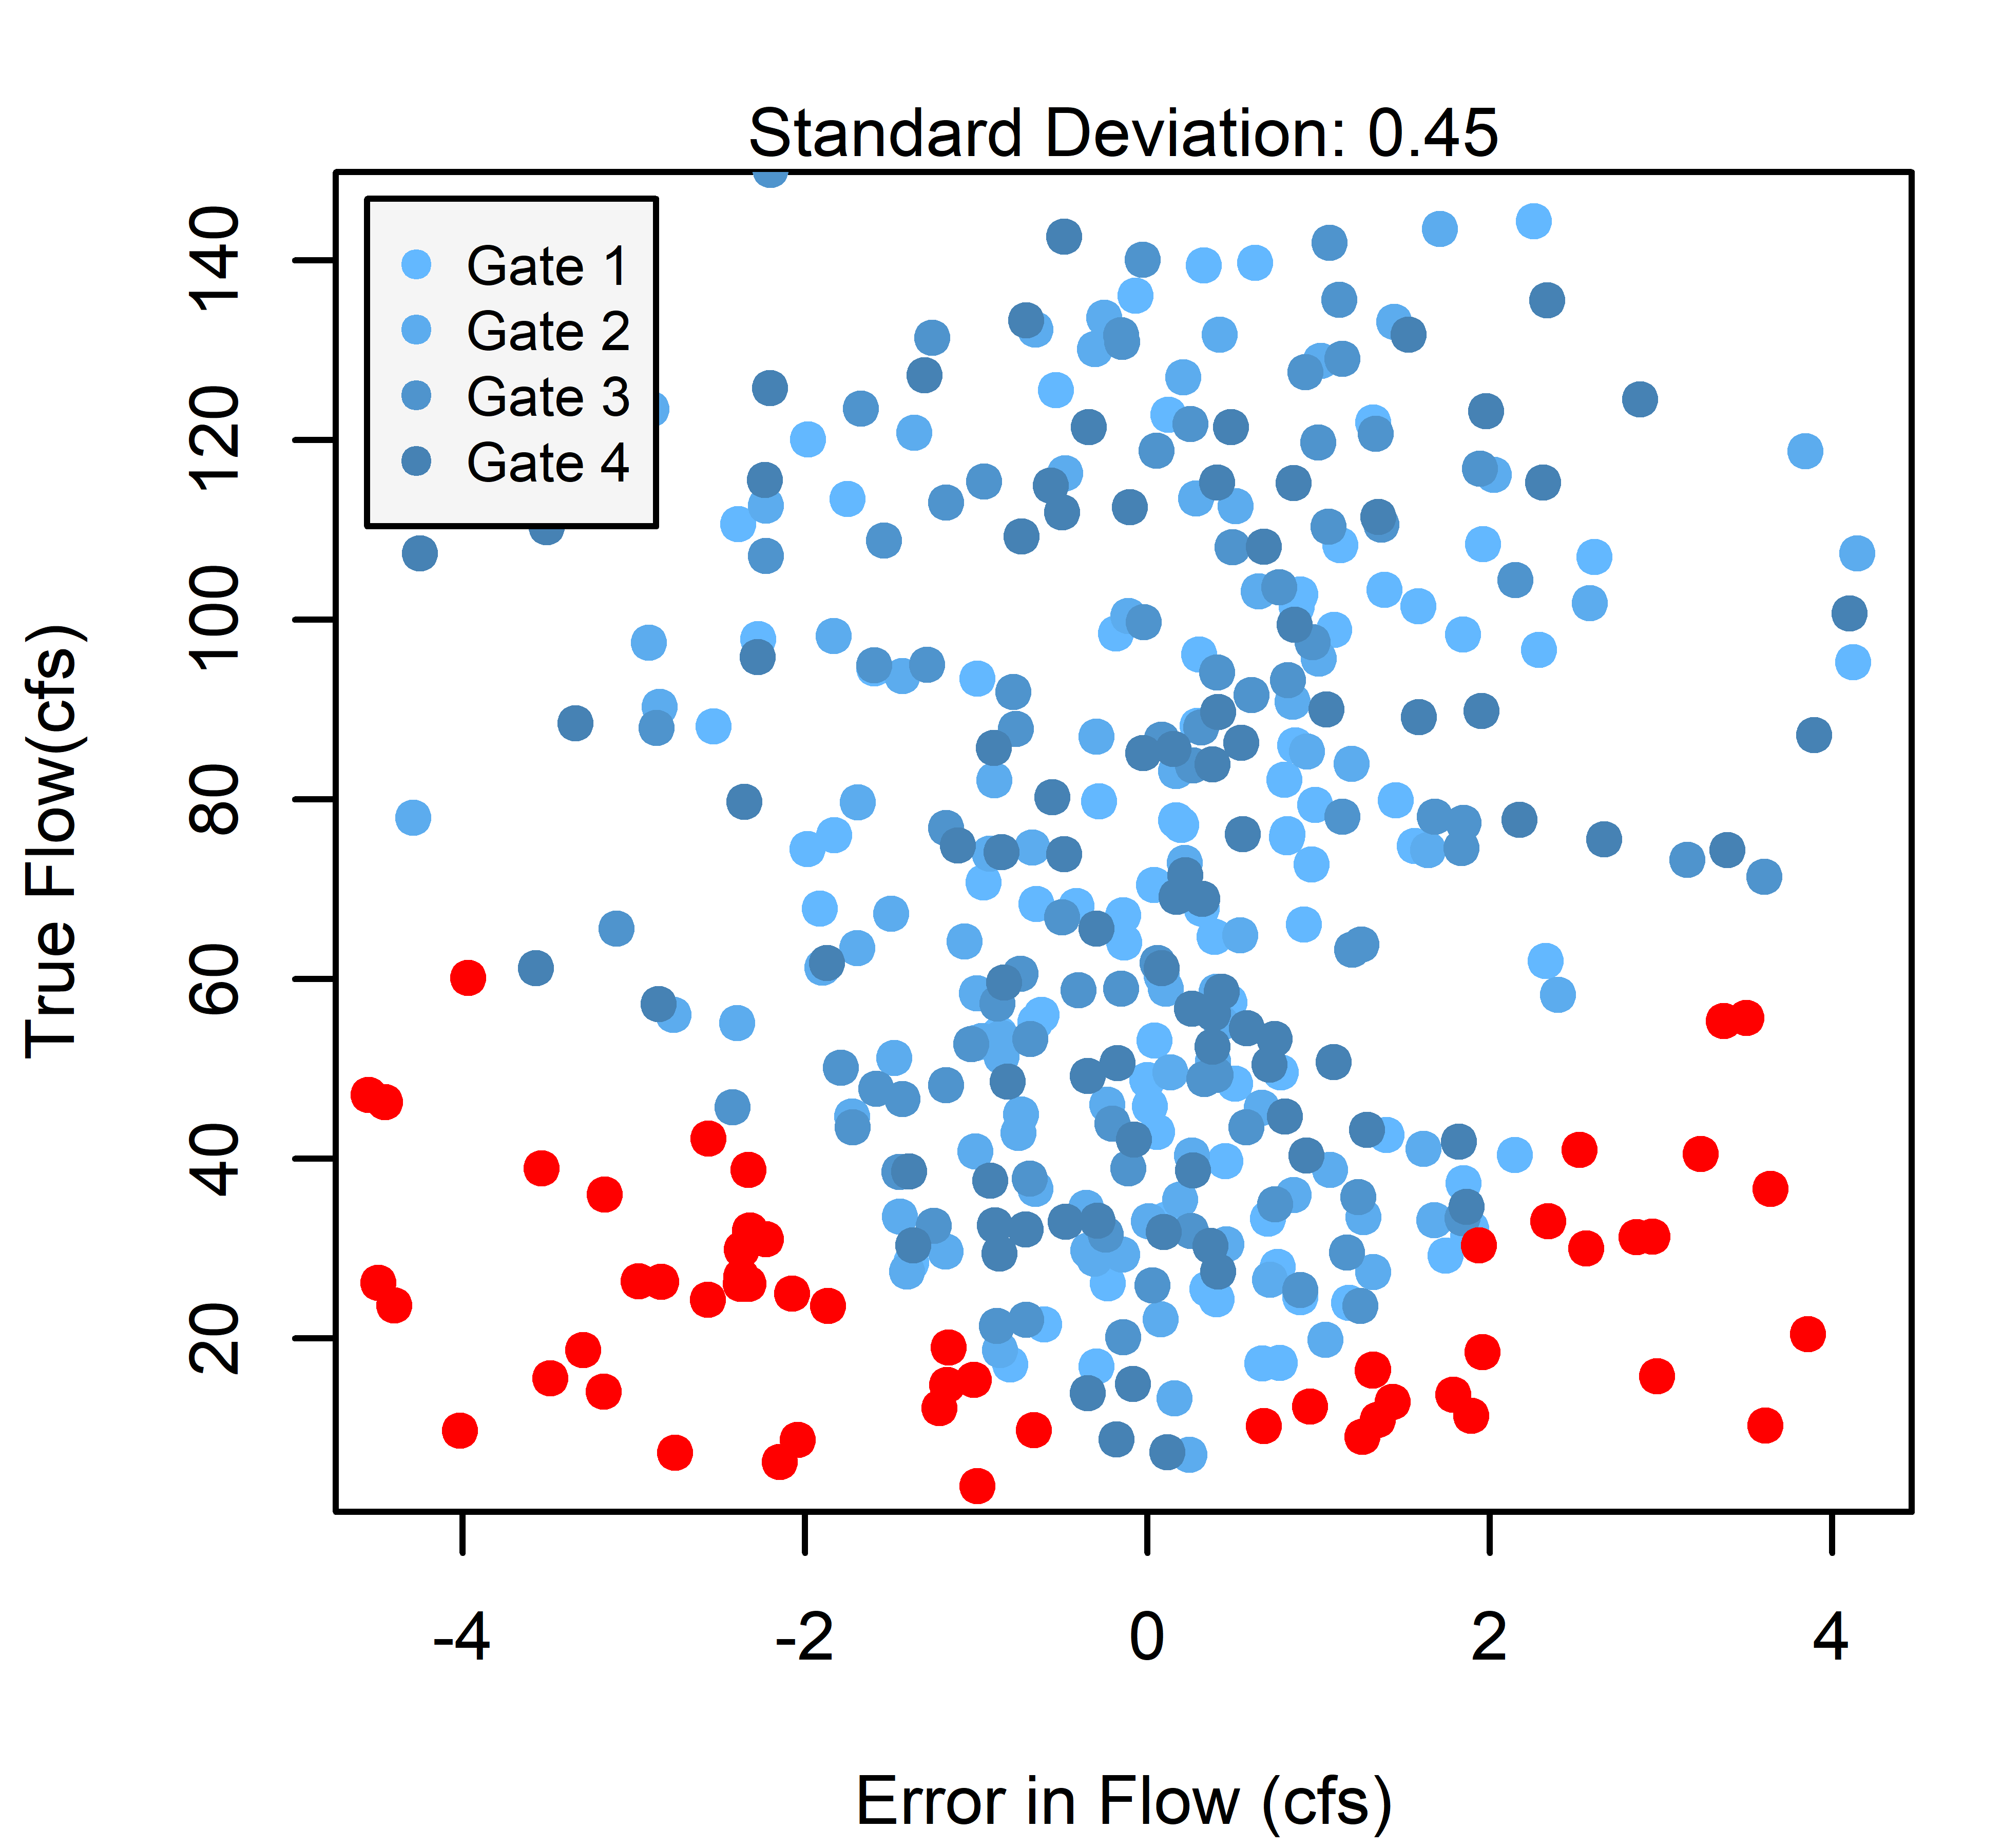 Standard Deviation: 0.45
Gate 1
Gate 2
Gate 3
Gate 4
True Flow(cfs)
140
120
100
80
60
40
20
-4 -2 0 2 4
Error in Flow (cfs)